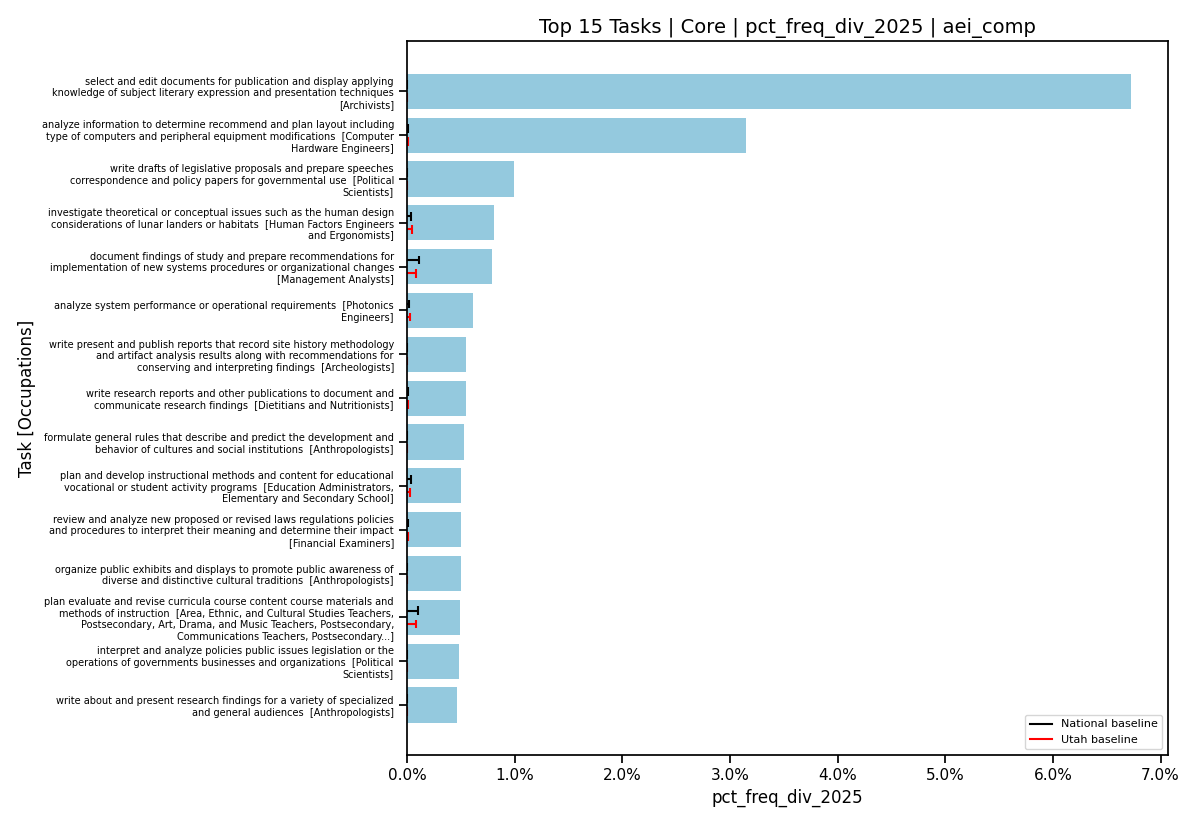 Top 15 Tasks | Core | pct_freq_div_2025 | aei_comp
Task [Occupations]
select and edit documents for publication and display applying
knowledge of subject literary expression and presentation techniques
[Archivists]
analyze information to determine recommend and plan layout including
type of computers and peripheral equipment modifications  [Computer
Hardware Engineers]
write drafts of legislative proposals and prepare speeches
correspondence and policy papers for governmental use  [Political
Scientists]
investigate theoretical or conceptual issues such as the human design
considerations of lunar landers or habitats  [Human Factors Engineers
and Ergonomists]
document findings of study and prepare recommendations for
implementation of new systems procedures or organizational changes
[Management Analysts]
analyze system performance or operational requirements  [Photonics
Engineers]
write present and publish reports that record site history methodology
and artifact analysis results along with recommendations for
conserving and interpreting findings  [Archeologists]
write research reports and other publications to document and
communicate research findings  [Dietitians and Nutritionists]
formulate general rules that describe and predict the development and
behavior of cultures and social institutions  [Anthropologists]
plan and develop instructional methods and content for educational
vocational or student activity programs  [Education Administrators,
Elementary and Secondary School]
review and analyze new proposed or revised laws regulations policies
and procedures to interpret their meaning and determine their impact
[Financial Examiners]
organize public exhibits and displays to promote public awareness of
diverse and distinctive cultural traditions  [Anthropologists]
plan evaluate and revise curricula course content course materials and
methods of instruction  [Area, Ethnic, and Cultural Studies Teachers,
Postsecondary, Art, Drama, and Music Teachers, Postsecondary,
Communications Teachers, Postsecondary...]
interpret and analyze policies public issues legislation or the
operations of governments businesses and organizations  [Political
Scientists]
write about and present research findings for a variety of specialized
and general audiences  [Anthropologists]
National baseline
Utah baseline
0.0% 1.0% 2.0% 3.0% 4.0% 5.0% 6.0% 7.0%
pct_freq_div_2025